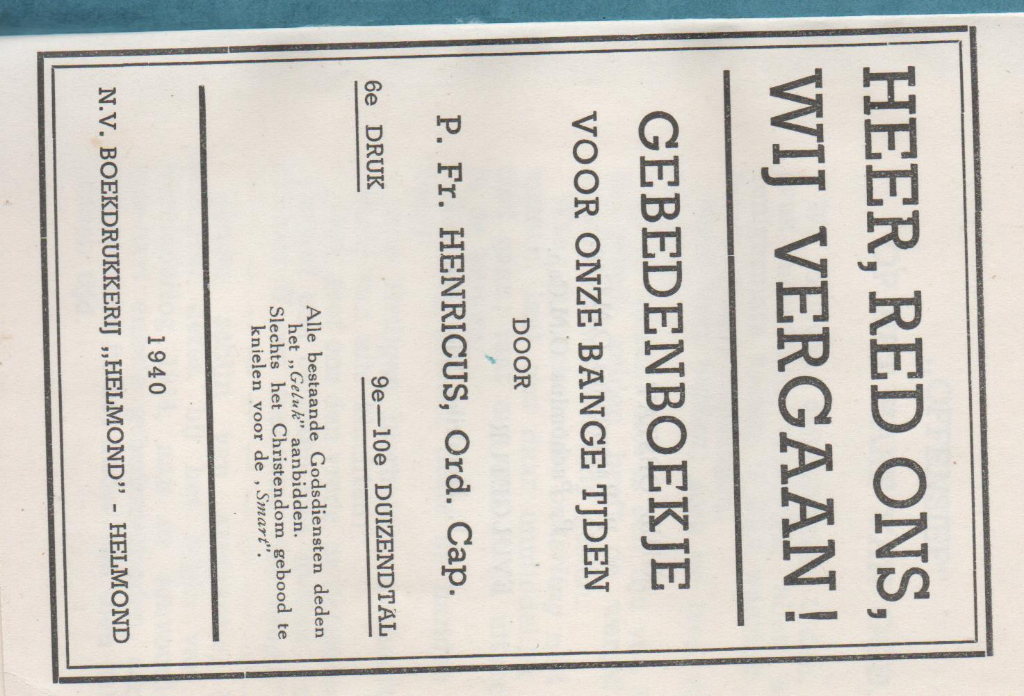 HEER, RED ONS,
WIJ VERGAAN!
GEBEDENBOEKJE
VOOR ONZE BANGE TIJDEN
DOOR
P. Fr. HENRICUS, Ord. Cap.
6e DRUK 9e—10e DUIZENDTAL
Alle bestaande Godsdiensten deden
het „Geluk" aanbidden.
Slechts het Christendom gebood te
knielen voor de „Smart".
1940
N.V. BOEKDRUKKERIJ „HELMOND" - HELMOND